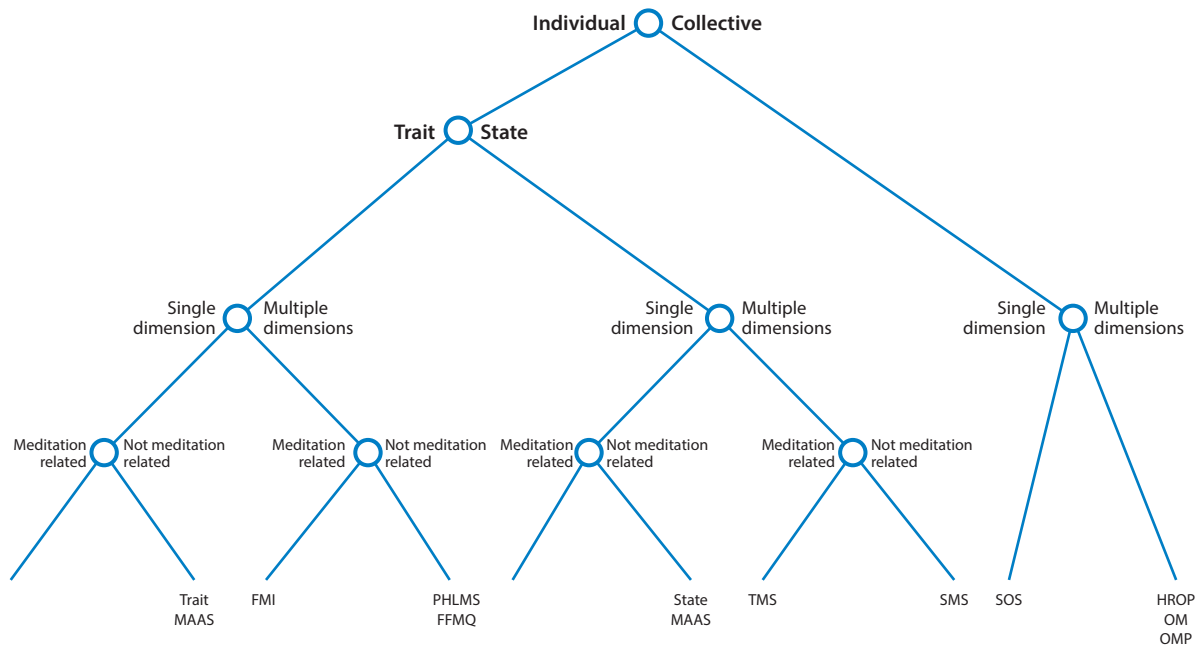 Individual Collective
Trait State
Single Multiple
dimension dimensions
Single Multiple
dimension dimensions
Single Multiple
dimension dimensions
Meditation Not meditation
related related
Meditation Not meditation
related related
Meditation Not meditation
related related
Meditation Not meditation
related related
Trait
MAAS
FMI
PHLMS
FFMQ
State
MAAS
TMS
SMS
SOS
HROP
OM
OMP